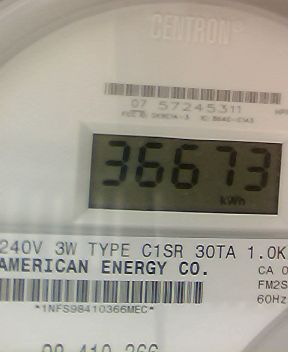 CENTRON®
07 57245311
36673
kWh
240V 3W TYPE C1SR 30TA 1.0K
AMERICAN ENERGY CO.
CA 0
FM2S
60Hz
*1NFS98410366MEC*